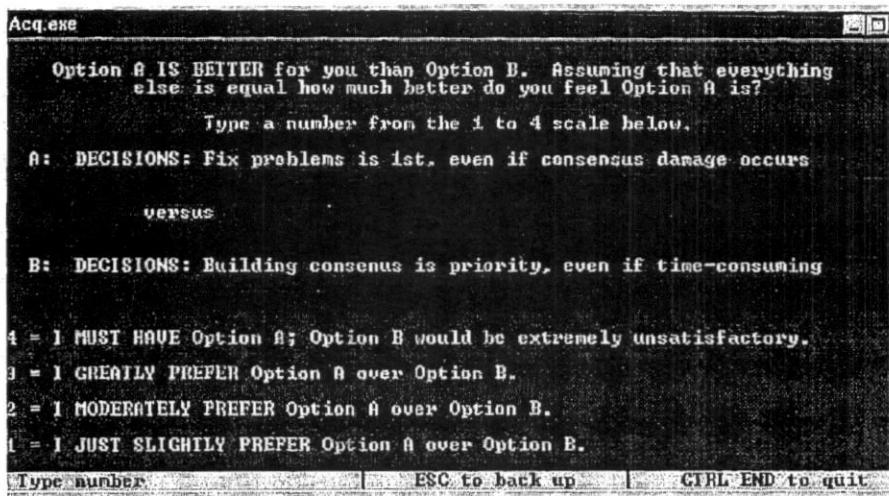 Acq.exe
Option A IS BETTER for you than Option B. Assuming that everything
else is equal how much better do you feel Option A is?
Type a number from the 1 to 4 scale below.
A: DECISIONS: Fix problems is 1st, even if consensus damage occurs
versus
B: DECISIONS: Building consenus is priority, even if time-consuming
4 = I MUST HAVE Option A; Option B would be extremely unsatisfactory.
3 = I GREATLY PREFER Option A over Option B.
2 = I MODERATELY PREFER Option A over Option B.
1 = I JUST SLIGHTLY PREFER Option A over Option B.
Type number | ESC to back up | CTRL END to quit